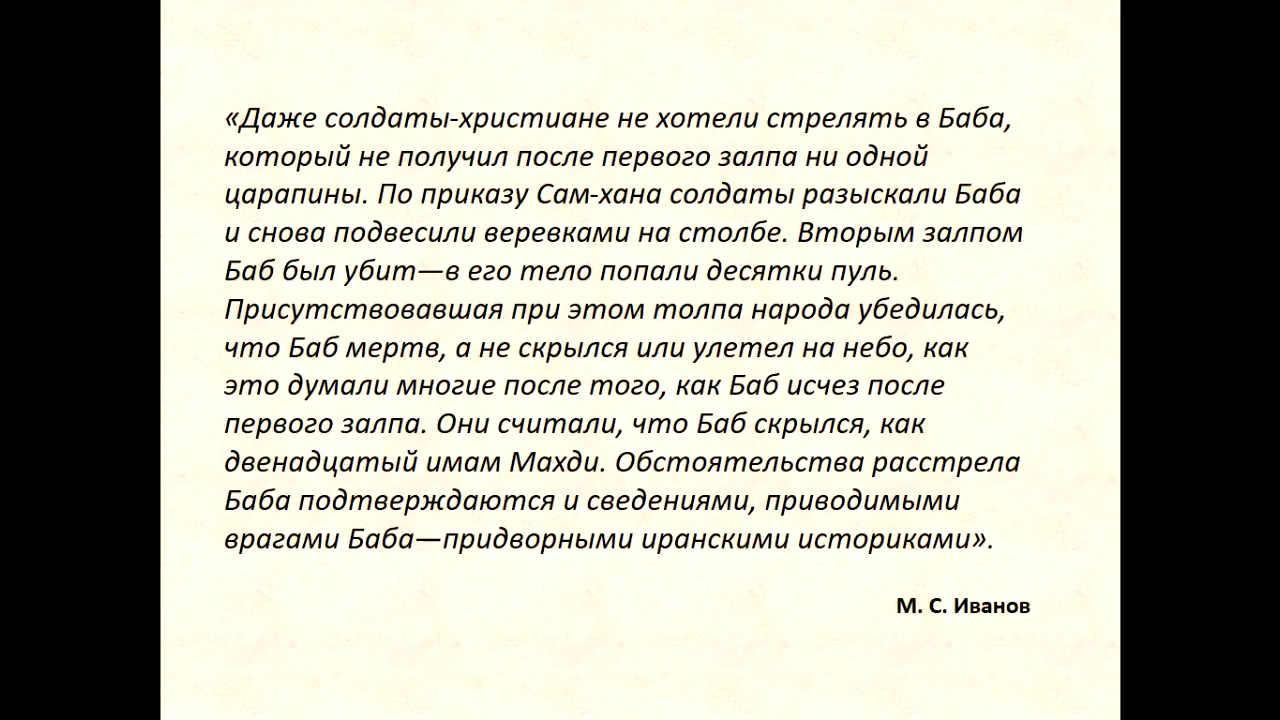 «Даже солдаты-христиане не хотели стрелять в Баба,
который не получил после первого залпа ни одной
царапины. По приказу Сам-хана солдаты разыскали Баба
и снова подвесили веревками на столбе. Вторым залпом
Баб был убит—в его тело попали десятки пуль.
Присутствовавшая при этом толпа народа убедилась,
что Баб мертв, а не скрылся или улетел на небо, как
это думали многие после того, как Баб исчез после
первого залпа. Они считали, что Баб скрылся, как
двенадцатый имам Махди. Обстоятельства расстрела
Баба подтверждаются и сведениями, приводимыми
врагами Баба—придворными иранскими историками».
М. С. Иванов